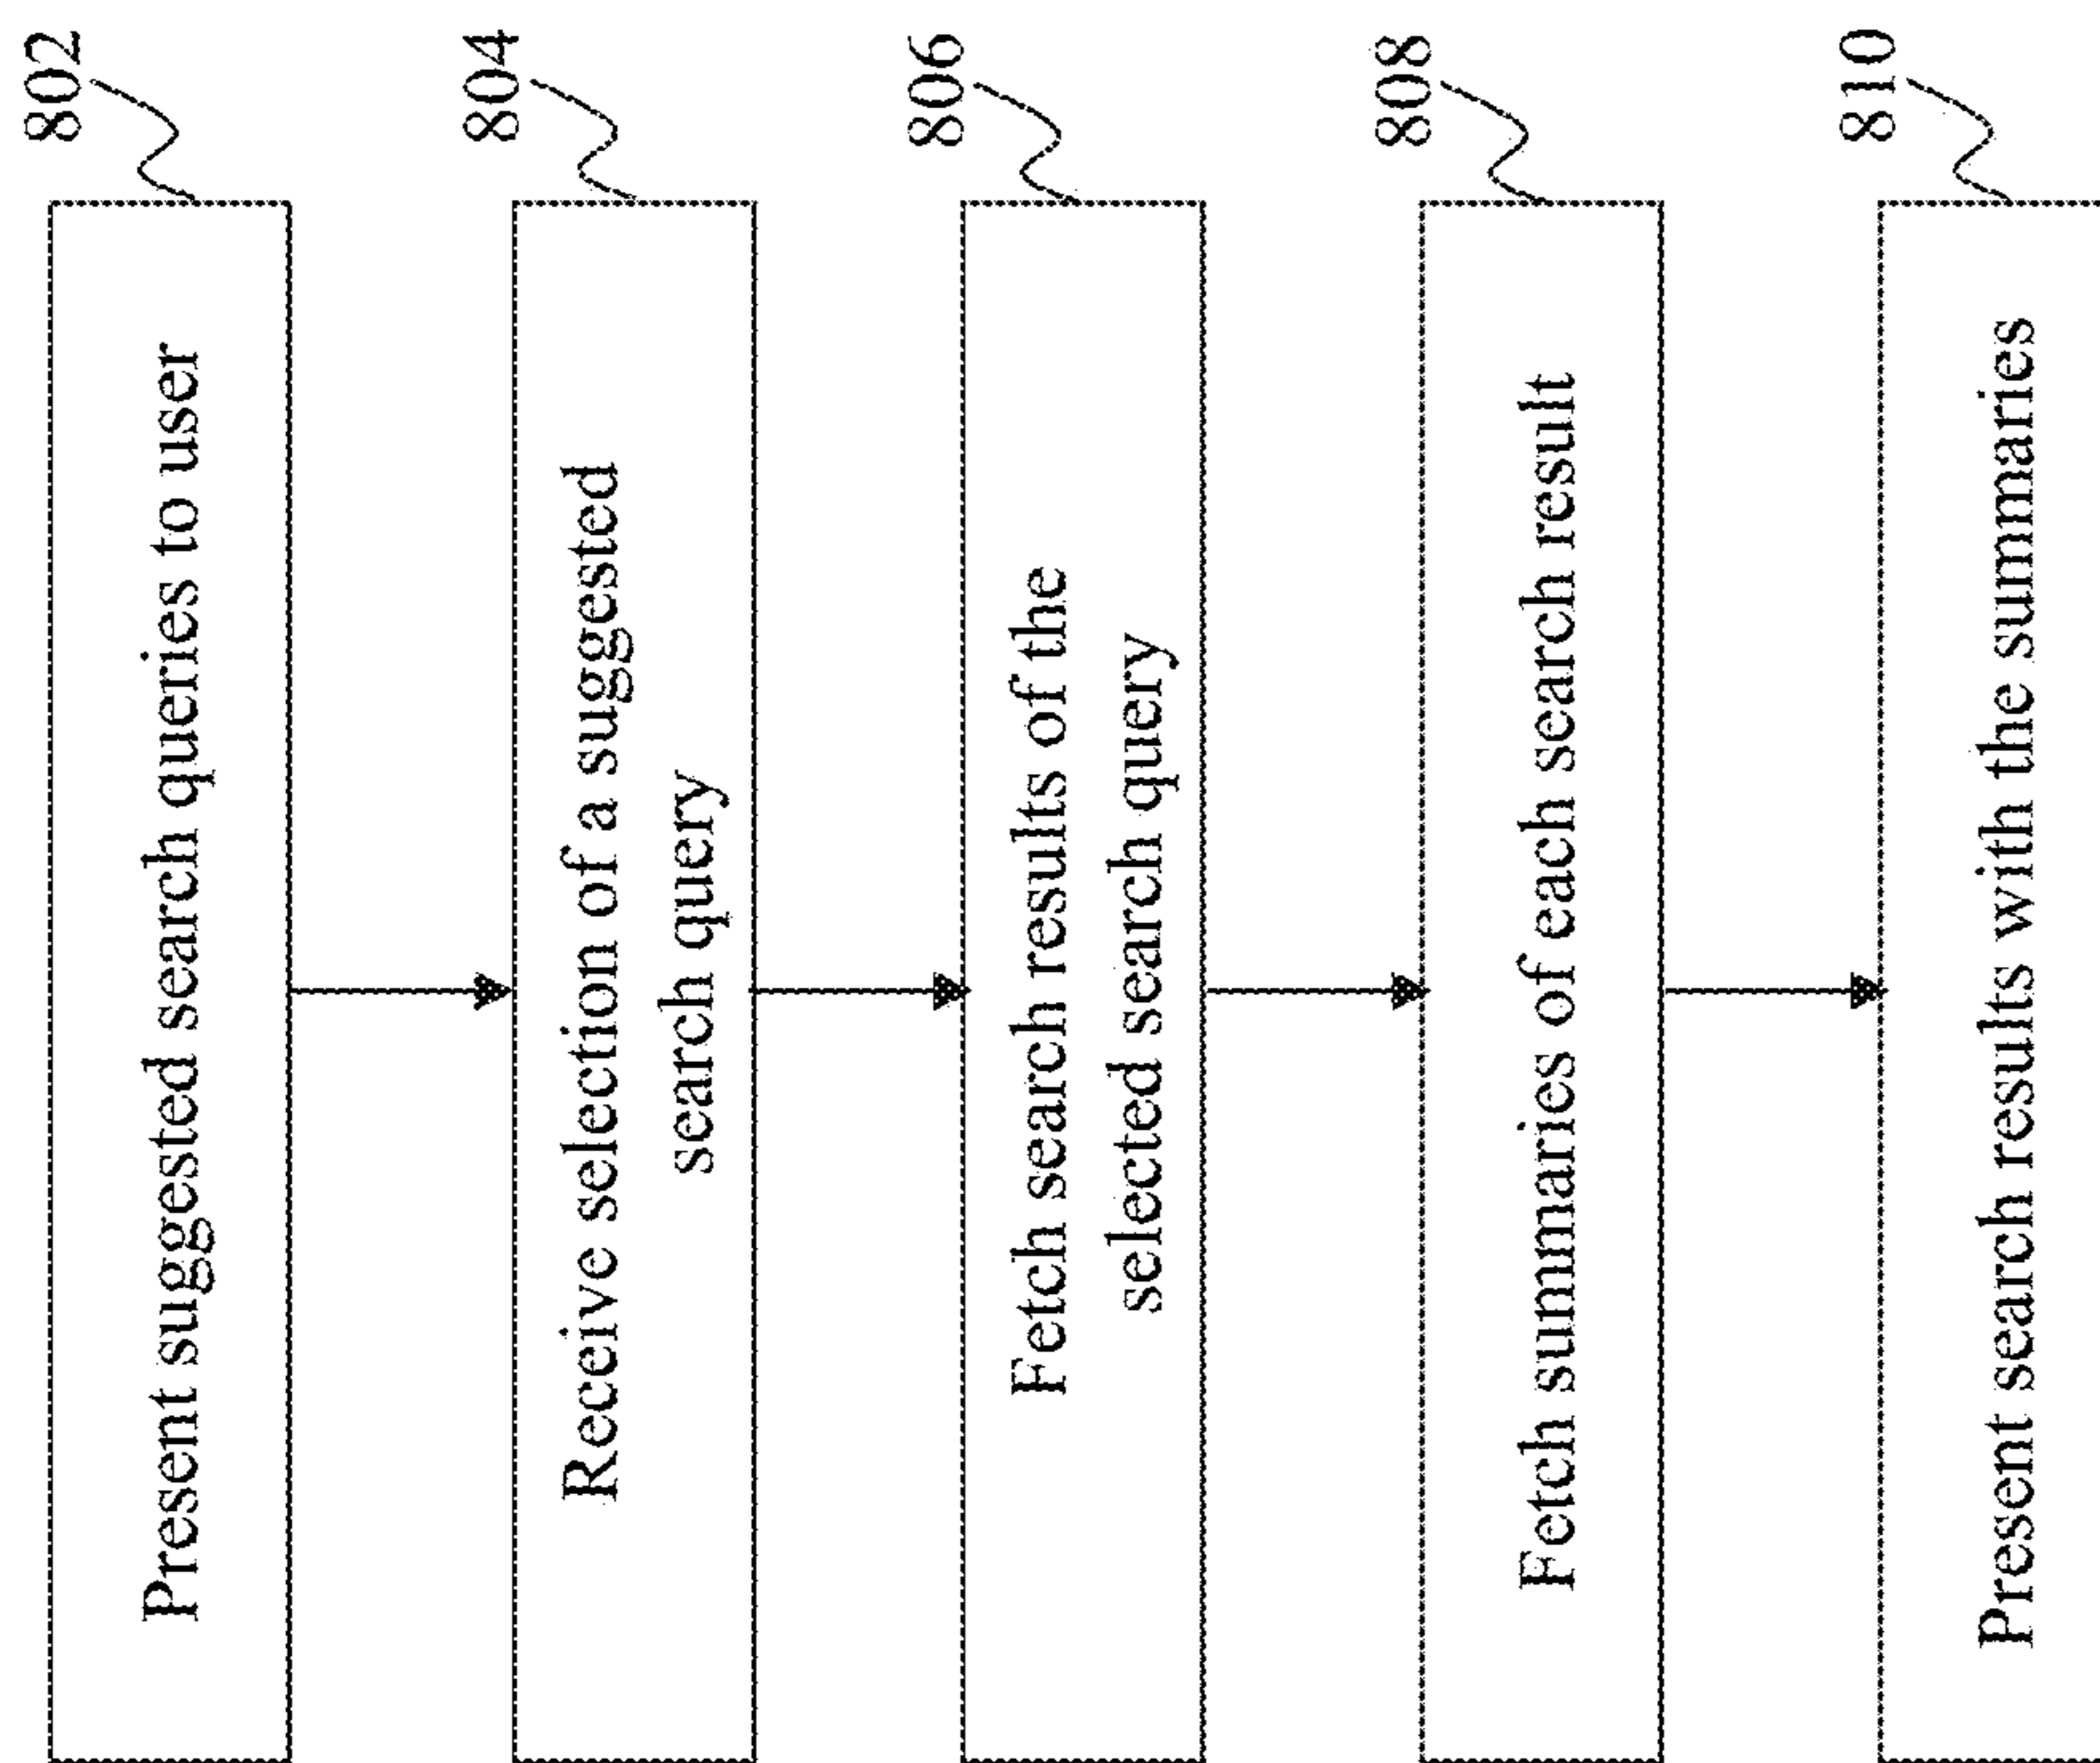 802
Present suggested search queries to user
804
Receive selection of a suggested
search query
806
Fetch search results of the
selected search query
808
Fetch summaries of each search result
810
Present search results with the summaries